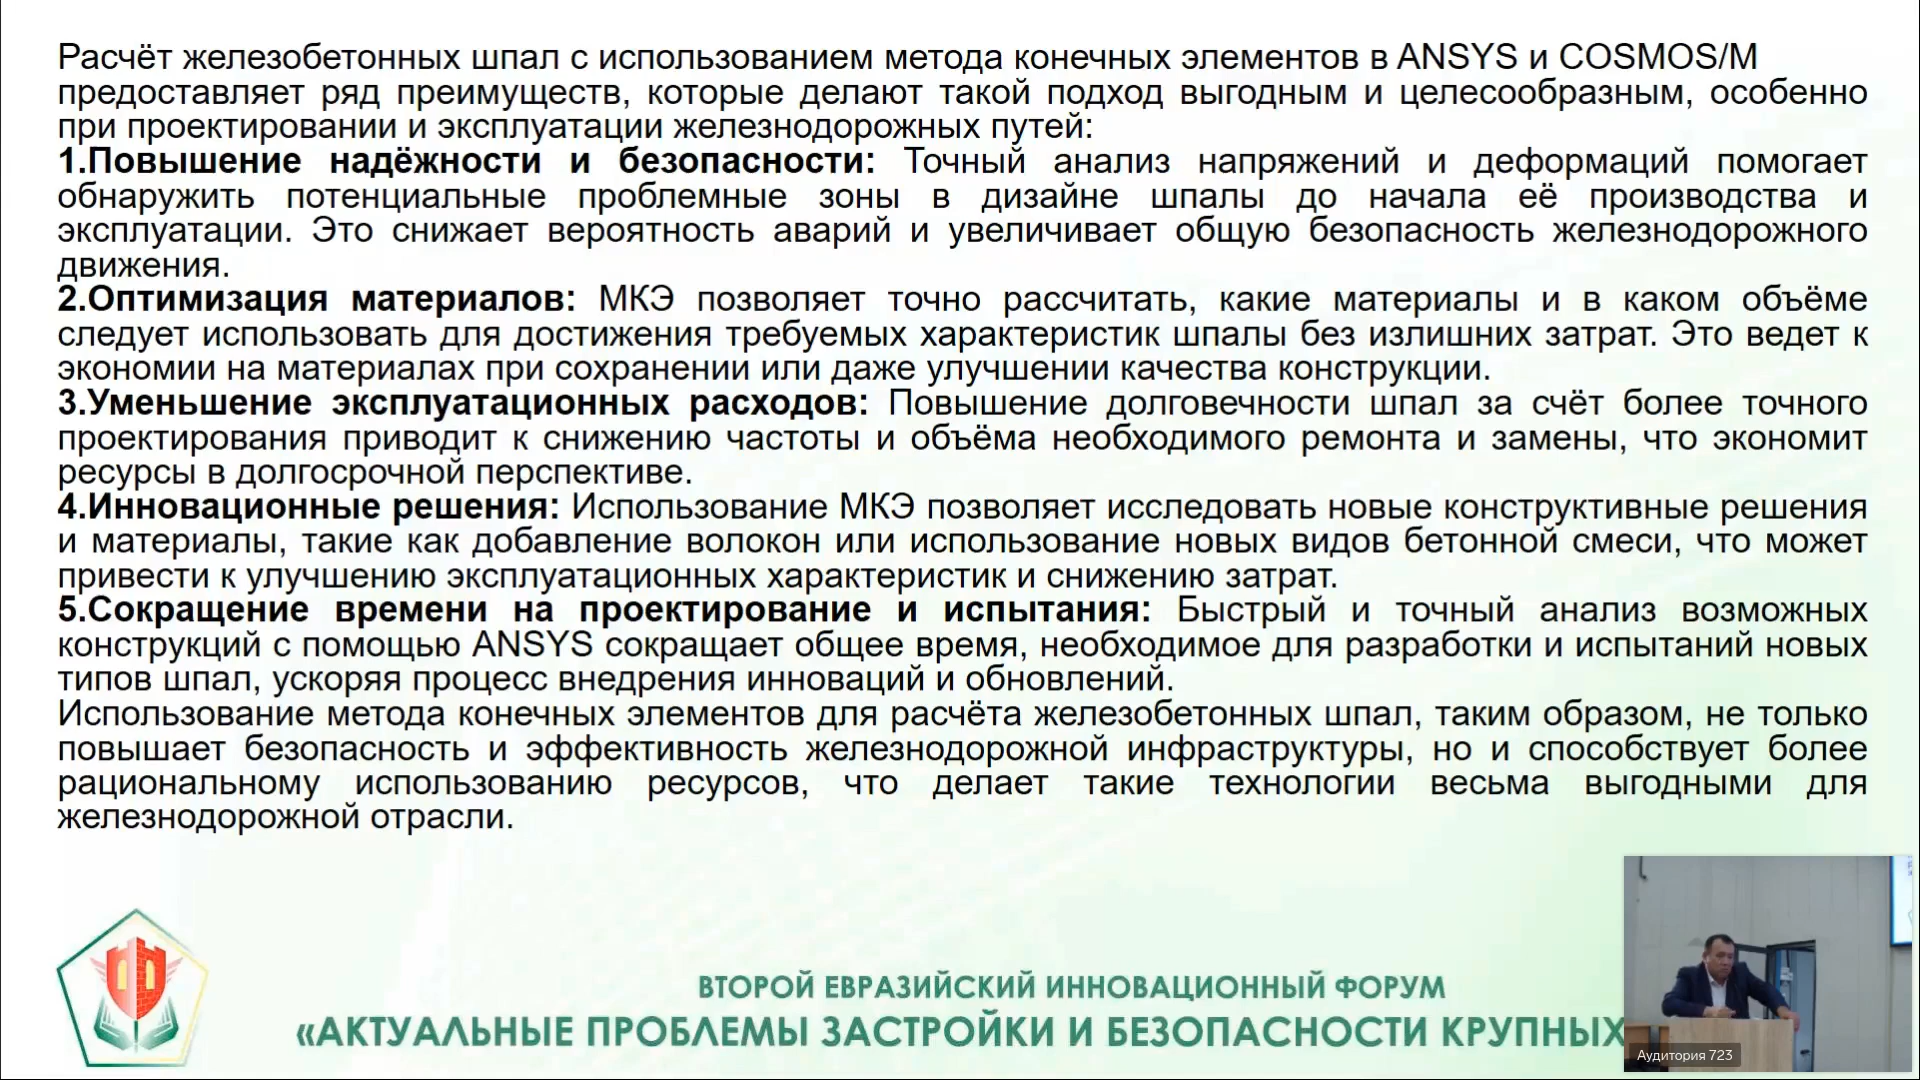 Расчёт железобетонных шпал с использованием метода конечных элементов в ANSYS и COSMOS/M
предоставляет ряд преимуществ, которые делают такой подход выгодным и целесообразным, особенно
при проектировании и эксплуатации железнодорожных путей:
1.Повышение надёжности и безопасности: Точный анализ напряжений и деформаций помогает
обнаружить потенциальные проблемные зоны в дизайне шпалы до начала её производства и
эксплуатации. Это снижает вероятность аварий и увеличивает общую безопасность железнодорожного
движения.
2.Оптимизация материалов: МКЭ позволяет точно рассчитать, какие материалы и в каком объёме
следует использовать для достижения требуемых характеристик шпалы без излишних затрат. Это ведет к
экономии на материалах при сохранении или даже улучшении качества конструкции.
3.Уменьшение эксплуатационных расходов: Повышение долговечности шпал за счёт более точного
проектирования приводит к снижению частоты и объёма необходимого ремонта и замены, что экономит
ресурсы в долгосрочной перспективе.
4.Инновационные решения: Использование МКЭ позволяет исследовать новые конструктивные решения
и материалы, такие как добавление волокон или использование новых видов бетонной смеси, что может
привести к улучшению эксплуатационных характеристик и снижению затрат.
5.Сокращение времени на проектирование и испытания: Быстрый и точный анализ возможных
конструкций с помощью ANSYS сокращает общее время, необходимое для разработки и испытаний новых
типов шпал, ускоряя процесс внедрения инноваций и обновлений.
Использование метода конечных элементов для расчёта железобетонных шпал, таким образом, не только
повышает безопасность и эффективность железнодорожной инфраструктуры, но и способствует более
рациональному использованию ресурсов, что делает такие технологии весьма выгодными для
железнодорожной отрасли.
ВТОРОЙ ЕВРАЗИЙСКИЙ ИННОВАЦИОННЫЙ ФОРУМ
«АКТУАЛЬНЫЕ ПРОБЛЕМЫ ЗАСТРОЙКИ И БЕЗОПАСНОСТИ КРУПНЫХ
Аудитория 723